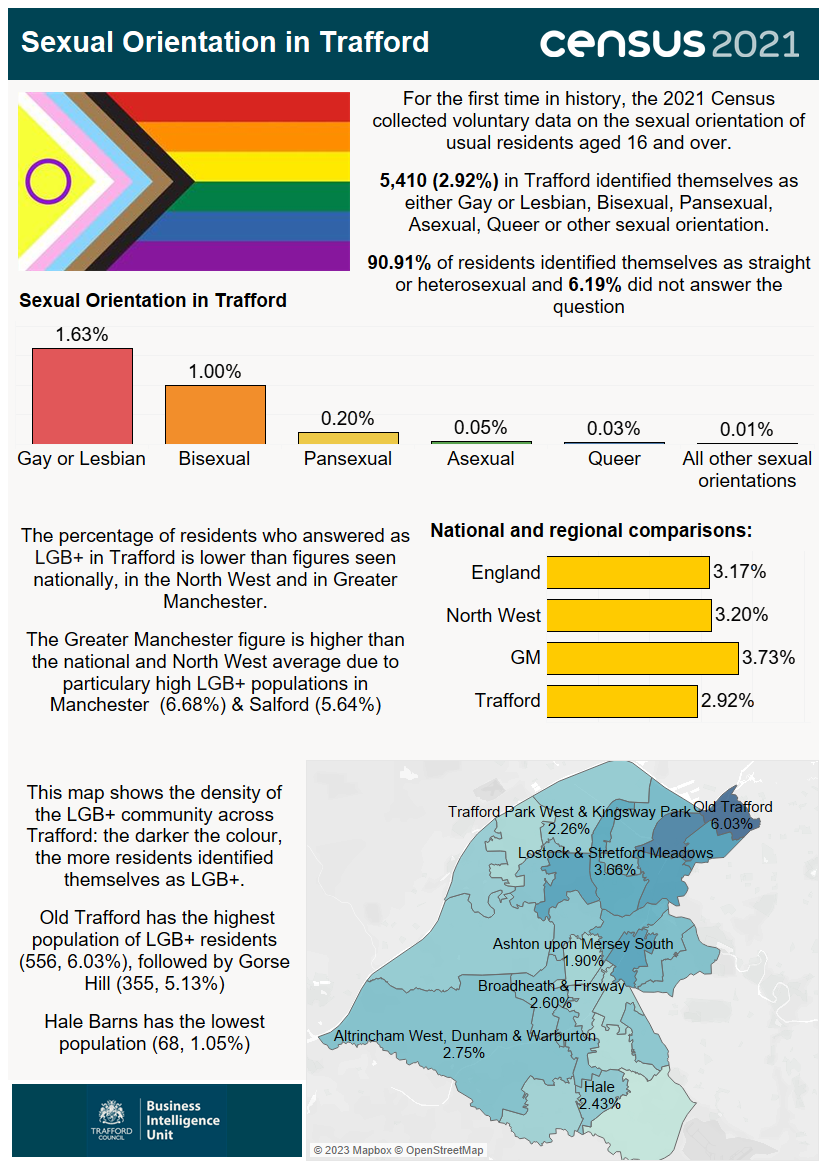 Sexual Orientation in Trafford
census 2021
For the first time in history, the 2021 Census
collected voluntary data on the sexual orientation of
usual residents aged 16 and over.
5,410 (2.92%) in Trafford identified themselves as
either Gay or Lesbian, Bisexual, Pansexual,
Asexual, Queer or other sexual orientation.
90.91% of residents identified themselves as straight
or heterosexual and 6.19% did not answer the
question
Sexual Orientation in Trafford
1.63%
1.00%
0.20%
0.05%
0.03%
0.01%
Gay or Lesbian
Bisexual
Pansexual
Asexual
Queer
All other sexual
orientations
The percentage of residents who answered as
LGB+ in Trafford is lower than figures seen
nationally, in the North West and in Greater
Manchester.
The Greater Manchester figure is higher than
the national and North West average due to
particulary high LGB+ populations in
Manchester (6.68%) & Salford (5.64%)
National and regional comparisons:
England 3.17%
North West 3.20%
GM 3.73%
Trafford 2.92%
This map shows the density of
the LGB+ community across
Trafford: the darker the colour,
the more residents identified
themselves as LGB+.
Old Trafford has the highest
population of LGB+ residents
(556, 6.03%), followed by Gorse
Hill (355, 5.13%)
Hale Barns has the lowest
population (68, 1.05%)
Trafford Park West & Kingsway Park
2.26%
Old Trafford
6.03%
Lostock & Stretford Meadows
3.66%
Ashton upon Mersey South
1.90%
Broadheath & Firsway
2.60%
Altrincham West, Dunham & Warburton
2.75%
Hale
2.43%
© 2023 Mapbox © OpenStreetMap
TRAFFORD
COUNCIL
Business
Intelligence
Unit